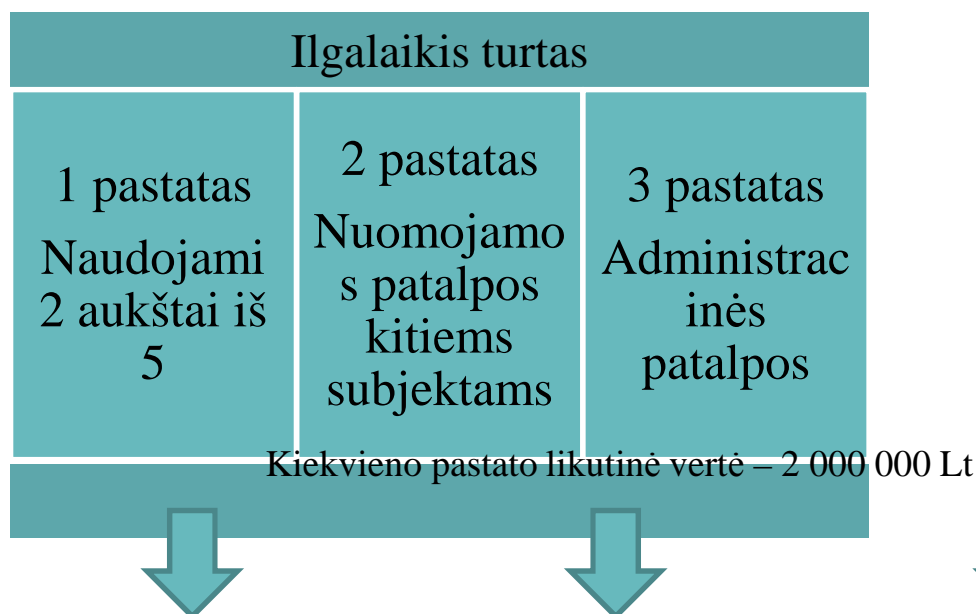 Ilgalaikis turtas
1 pastatas
Naudojami
2 aukštai iš
5
2 pastatas
Nuomojamo
s patalpos
kitiems
subjektams
3 pastatas
Administrac
inės
patalpos
Kiekvieno pastato likutinė vertė – 2 000 000 Lt